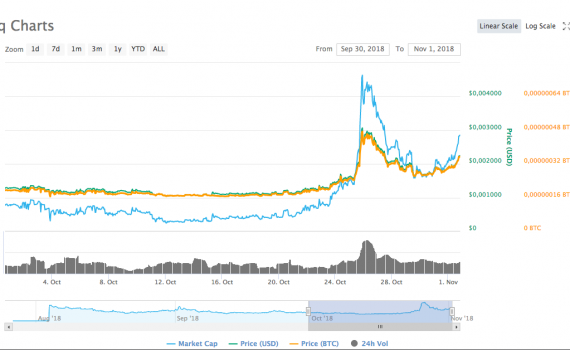 q Charts
Linear Scale Log Scale
Zoom 1d 7d 1m 3m 1y YTD ALL From Sep 30, 2018 To Nov 1, 2018
$0,004000 0,00000064 BT
$0,003000 0,00000048 BT
$0,002000 0,00000032 BT
$0,001000 0,00000016 BT
$0 0 BTC
Price (USD)
4. Oct 8. Oct 12. Oct 16. Oct 20. Oct 24. Oct 28. Oct 1. Nov
Aug '18 Sep '18 Oct '18 Nov '18
Market Cap Price (USD) Price (BTC) 24h Vol